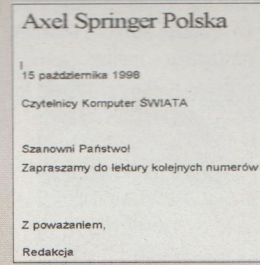 Axel Springer Polska
15 października 1998
Czytelnicy Komputer ŚWIATA
Szanowni Państwo!
Zapraszamy do lektury kolejnych numerów
Z poważaniem,
Redakcja